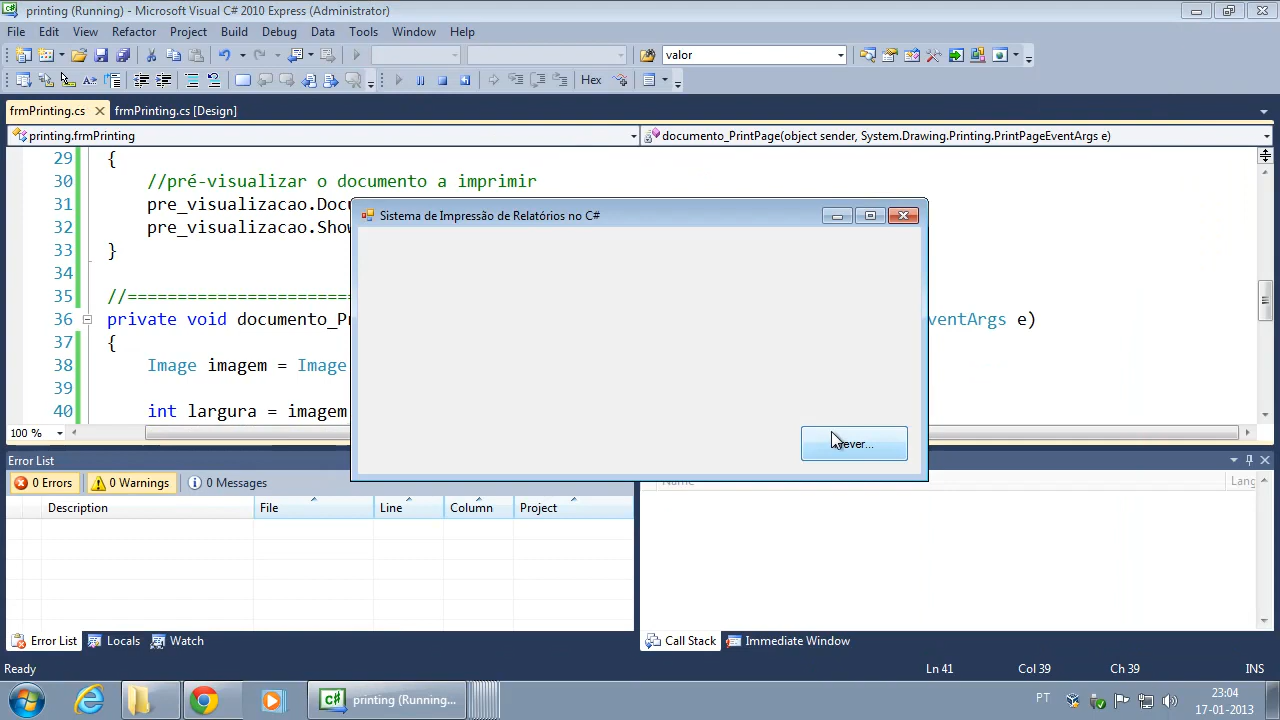 printing (Running) - Microsoft Visual C# 2010 Express (Administrator)
File Edit View Refactor Project Build Debug Data Tools Window Help
valor
Hex
frmPrinting.cs frmPrinting.cs [Design]
printing.frmPrinting documento_PrintPage(object sender, System.Drawing.Printing.PrintPageEventArgs e)
29 {
30 //pré-visualizar o documento a imprimir
31 pre_visualizacao.Docu
32 pre_visualizacao.Show
33 }
34
35 //======================
36 private void documento_Pr ventArgs e)
37 {
38 Image imagem = Image
39
40 int largura = imagem
Sistema de Impressão de Relatórios no C#
ever...
100 %
Error List
0 Errors 0 Warnings 0 Messages
Description File Line Column Project
Name Lang
Error List Locals Watch
Call Stack Immediate Window
Ready Ln 41 Col 39 Ch 39 INS
printing (Running...
PT
23:04
17-01-2013